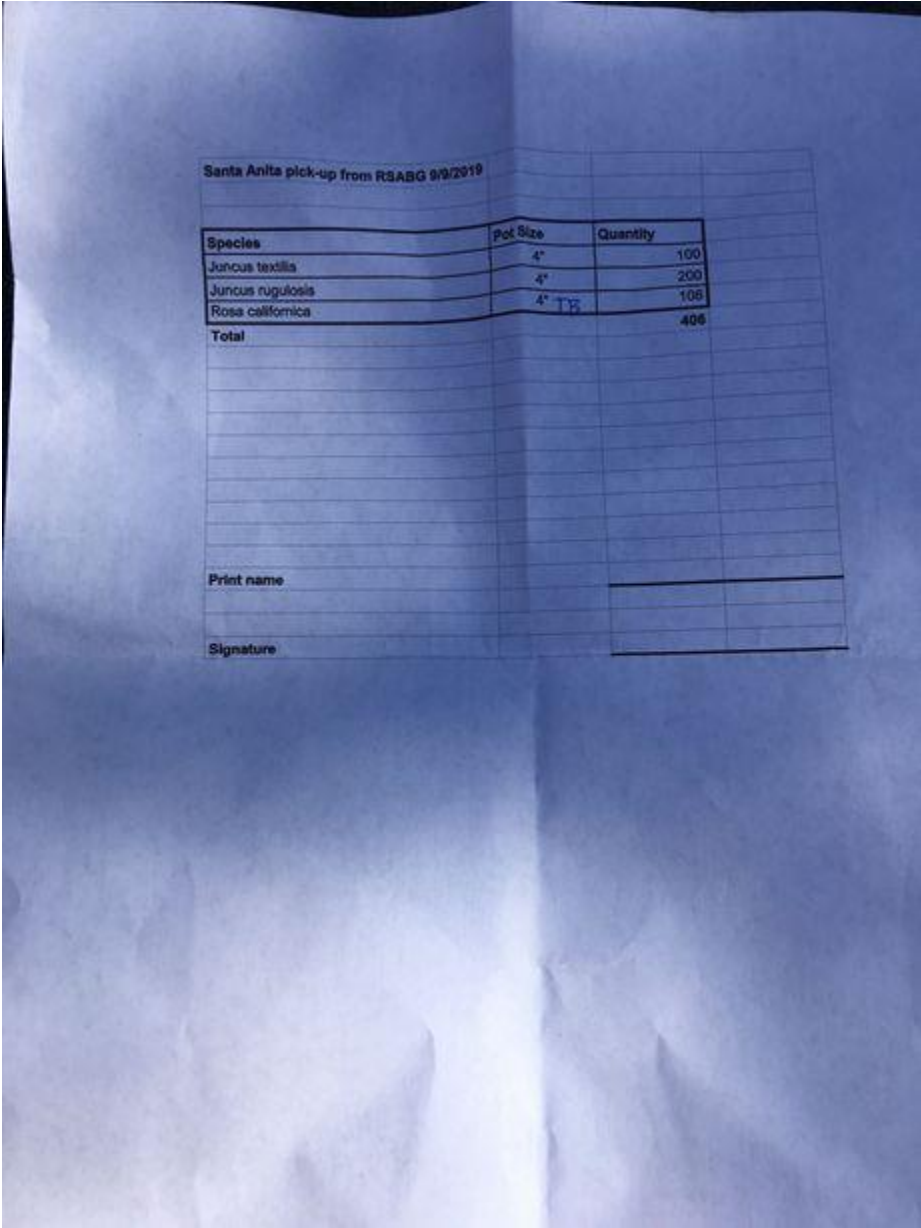 Santa Anita pick-up from RSABG 9/9/2019
Species Pot Size Quantity
Juncus textilis 4" 100
Juncus rugulosis 4" 200
Rosa californica 4" TB 106
Total 406
Print name
Signature